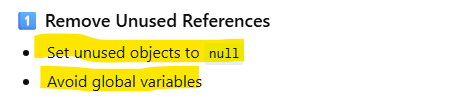 1 Remove Unused References
• Set unused objects to null
• Avoid global variables